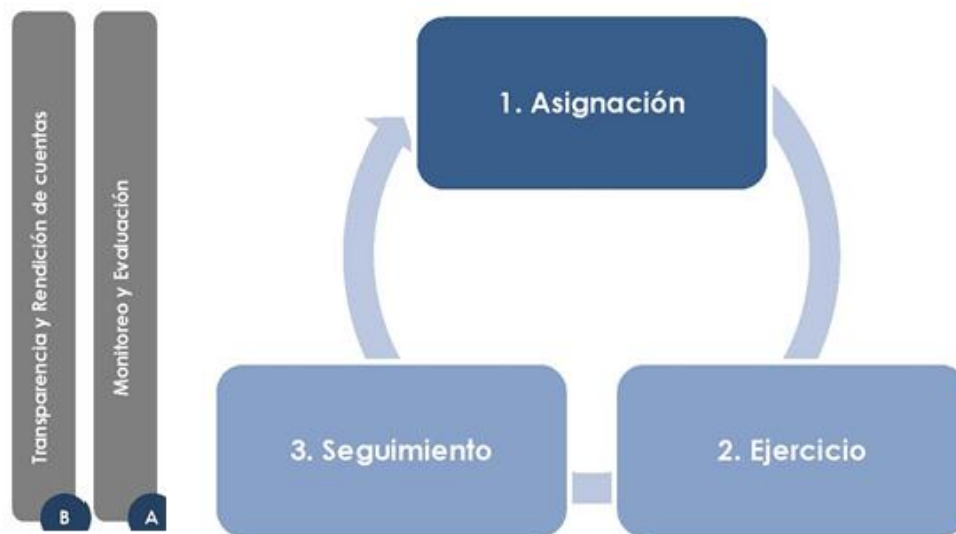 Transparencia y Rendición de cuentas
B
Monitoreo y Evaluación
A
1. Asignación
2. Ejercicio
3. Seguimiento